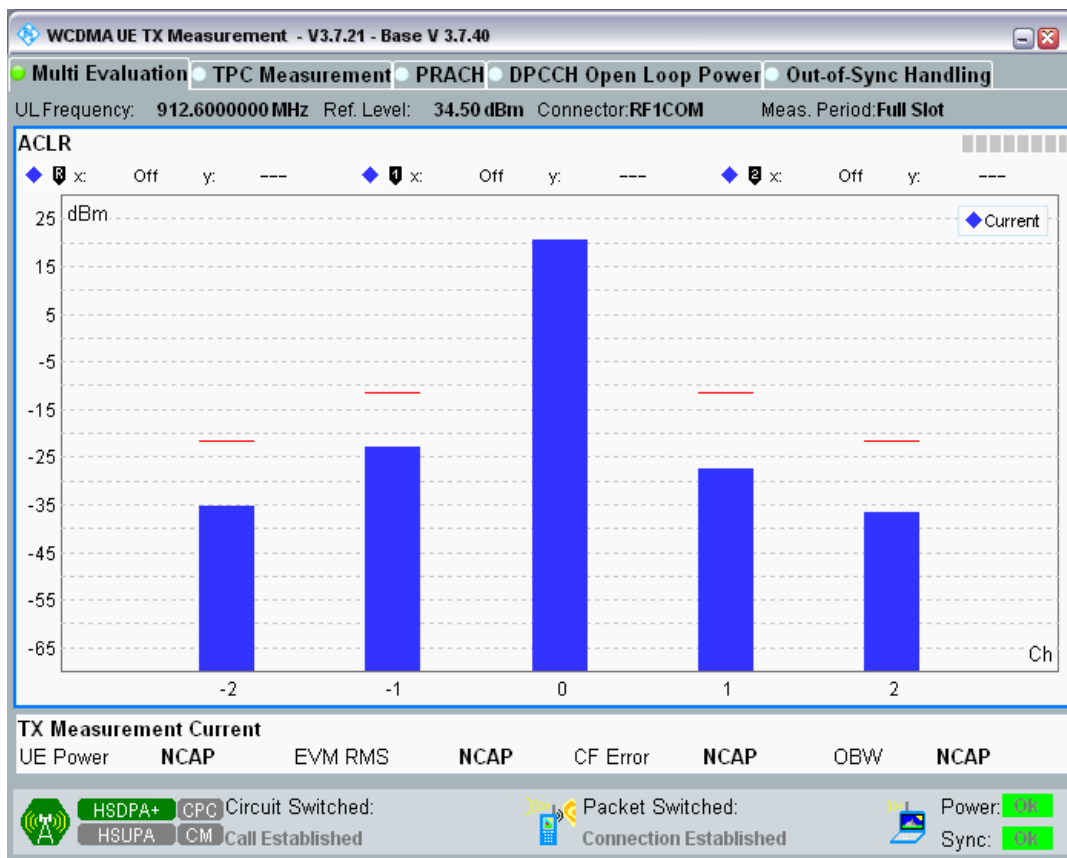 WCDMA UE TX Measurement - V3.7.21 - Base V 3.7.40
Multi Evaluation TPC Measurement PRACH DPCCH Open Loop Power Out-of-Sync Handling
UL Frequency: 912.6000000 MHz Ref. Level: 34.50 dBm Connector:RF1COM Meas. Period:Full Slot
ACLR
R x: Off y: --- 1 x: Off y: --- 2 x: Off y: ---
dBm
Current
25
15
5
-5
-15
-25
-35
-45
-55
-65
Ch
-2 -1 0 1 2
TX Measurement Current
UE Power NCAP EVM RMS NCAP CF Error NCAP OBW NCAP
HSDPA+ CPC Circuit Switched: Packet Switched: Power: Ok
HSUPA CM Call Established Connection Established Sync: Ok